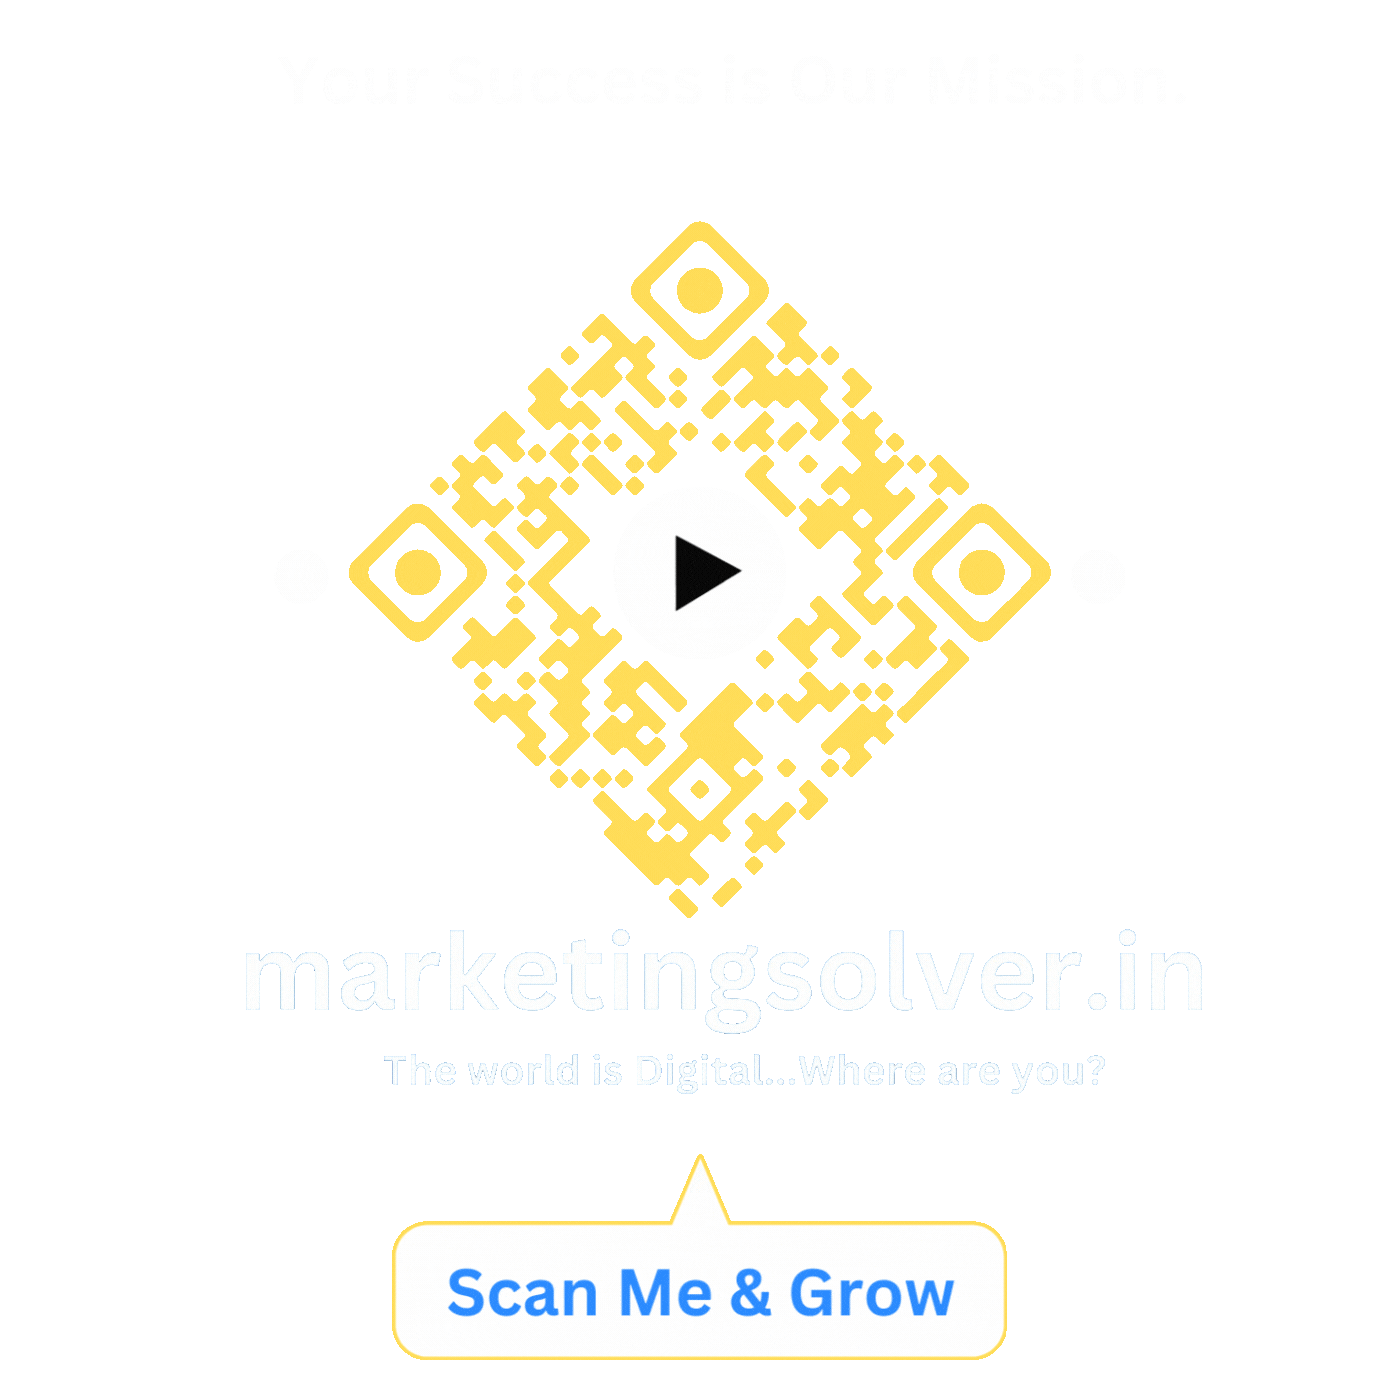 Your Success is Our Mission.
marketingsolver.in
The world is Digital...Where are you?
Scan Me & Grow